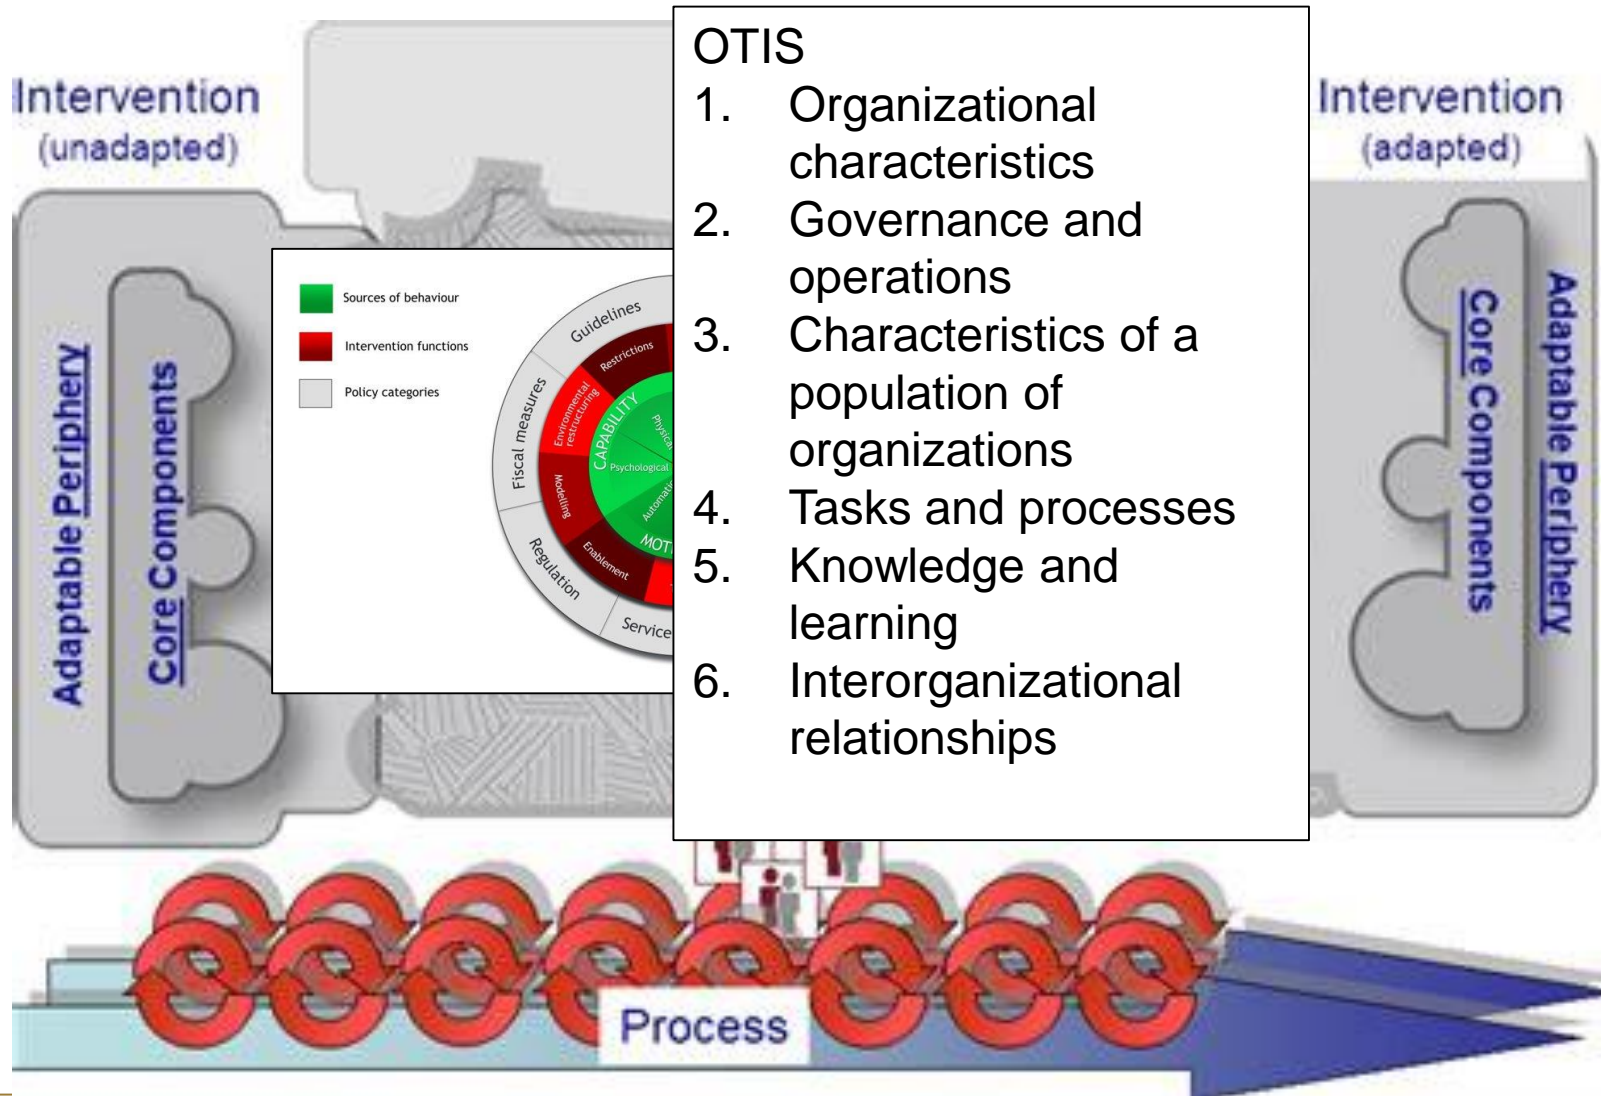 Intervention
(unadapted)
Adaptable Periphery
Core Components
Sources of behaviour
Intervention functions
Policy categories
Guidelines
Restrictions
Fiscal measures
Environmental
restructuring
CAPABILITY
Psychological
Modelling
Enablement
Regulation
Service
OTIS
1. Organizational
characteristics
2. Governance and
operations
3. Characteristics of a
population of
organizations
4. Tasks and processes
5. Knowledge and
learning
6. Interorganizational
relationships
Intervention
(adapted)
Core Components
Adaptable Periphery
Process